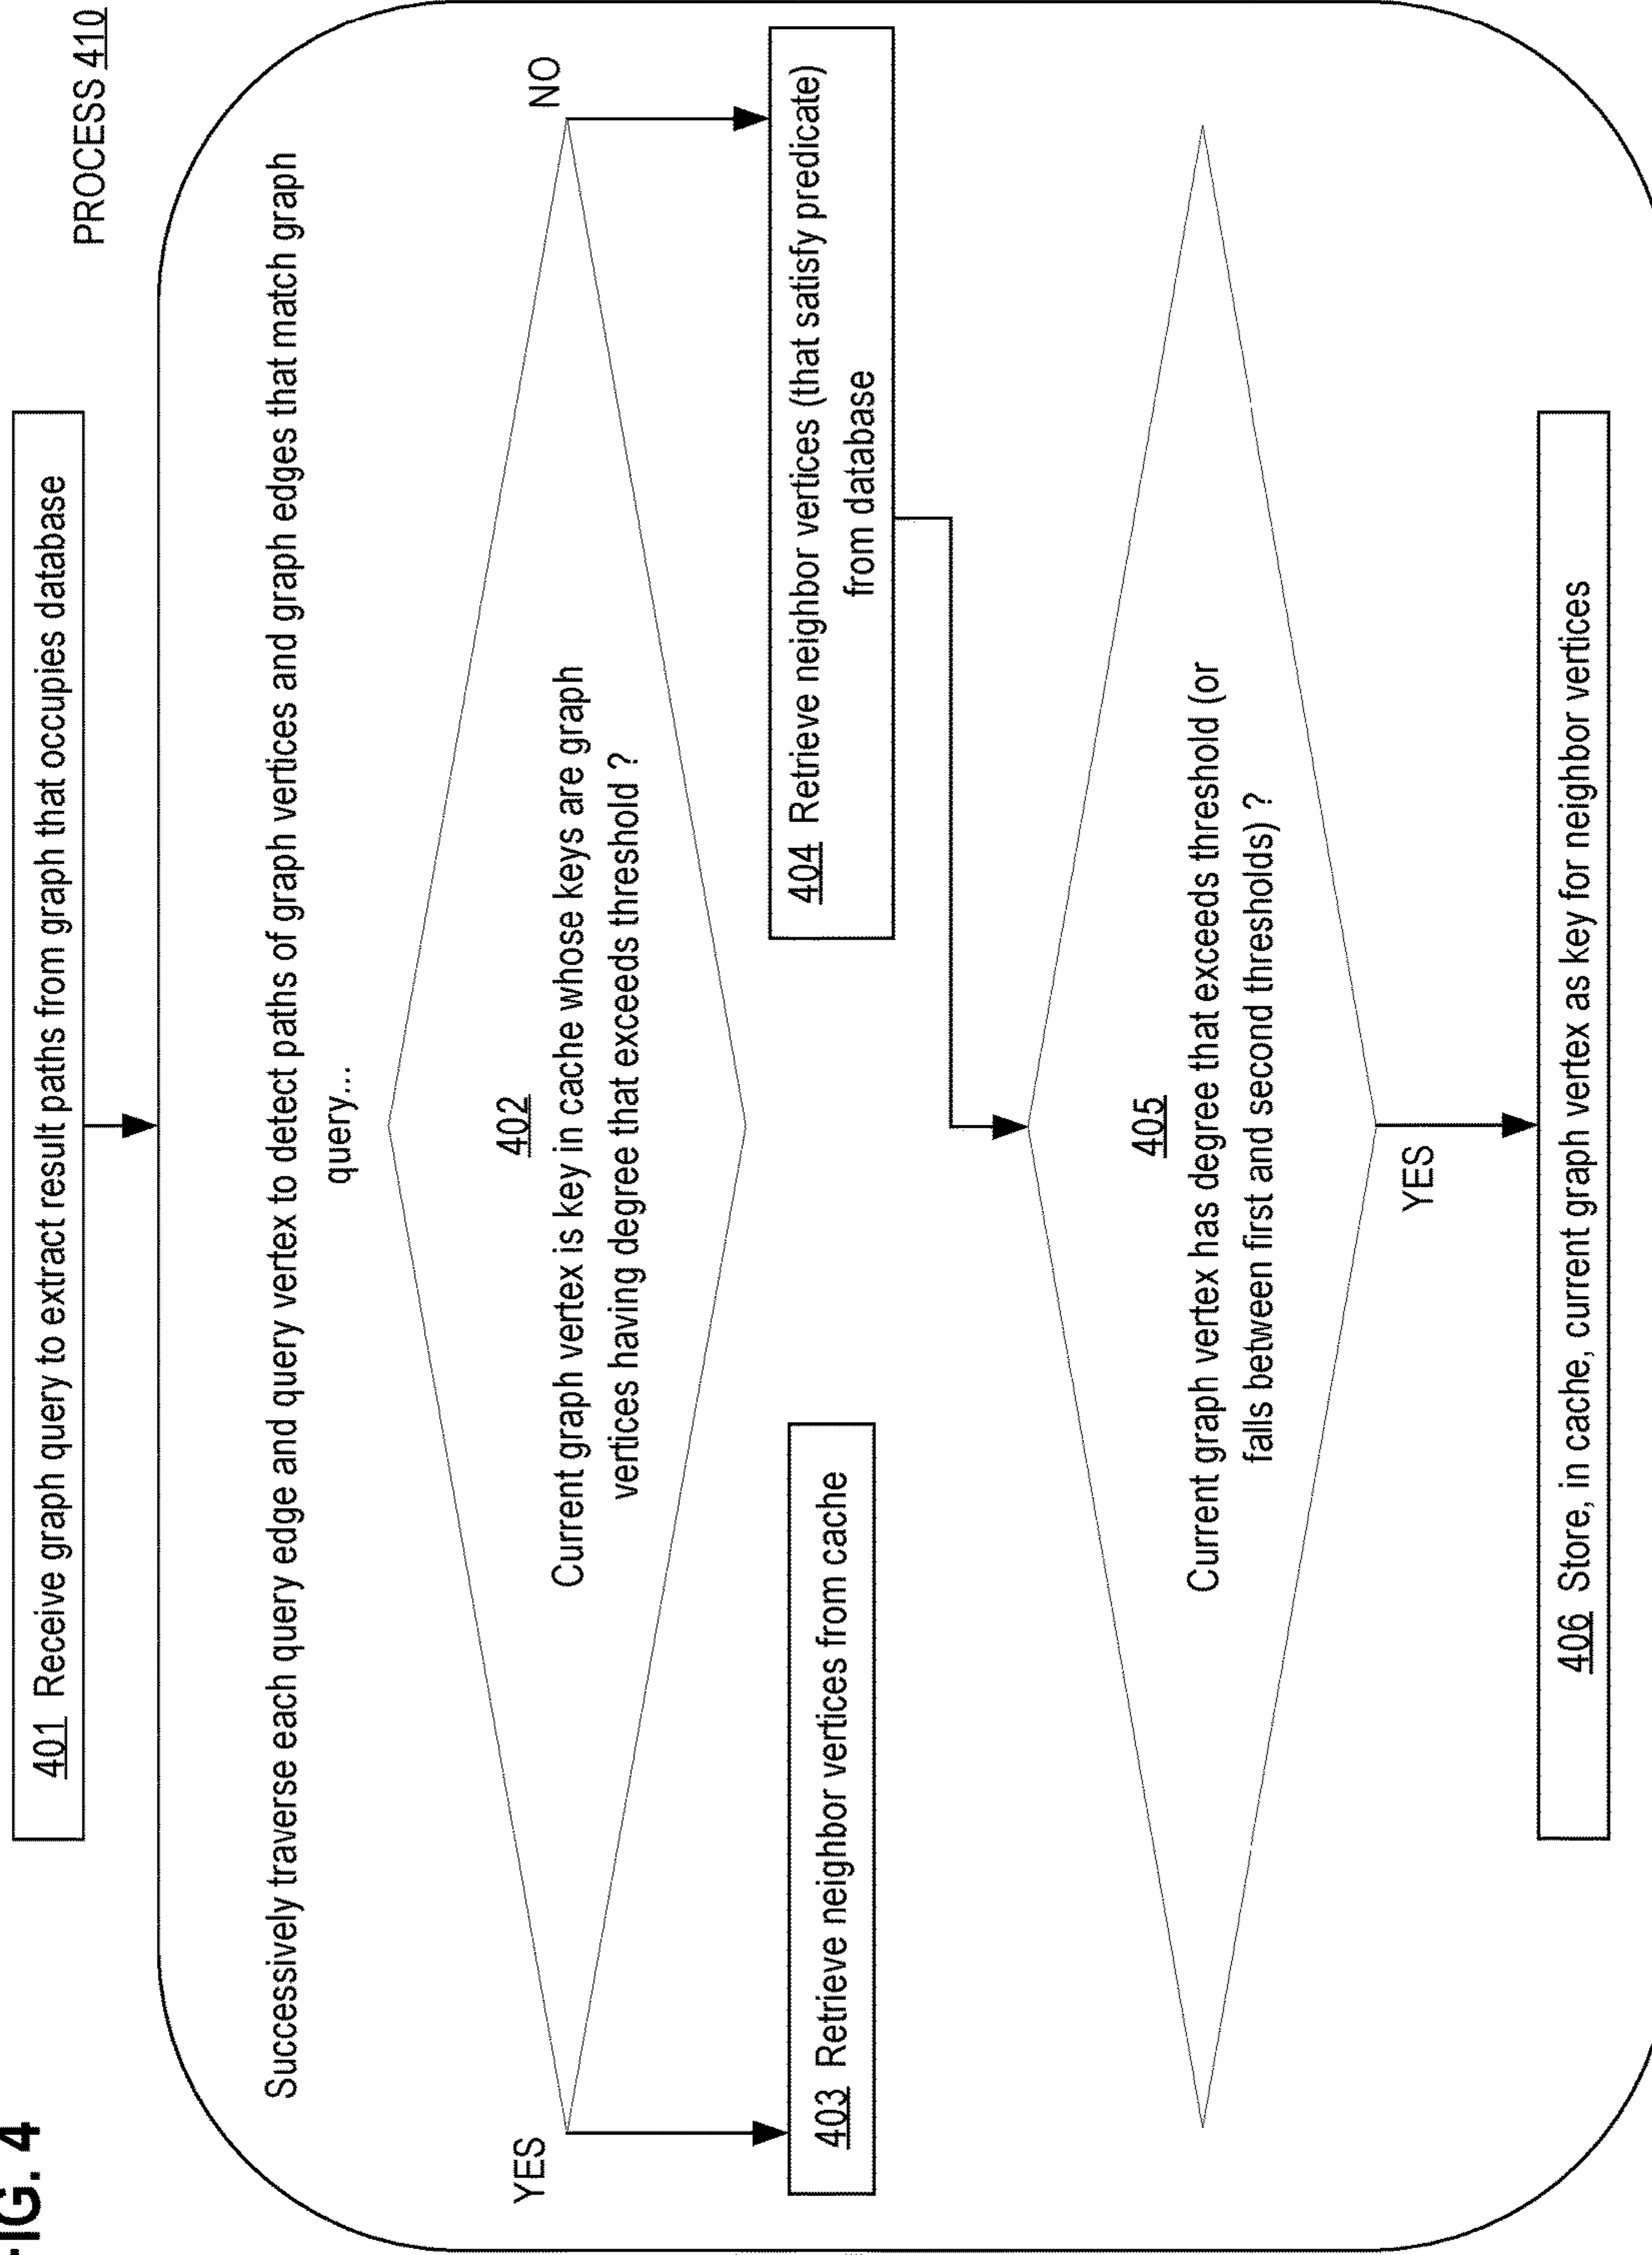 FIG. 4
PROCESS 410
401 Receive graph query to extract result paths from graph that occupies database
Successively traverse each query edge and query vertex to detect paths of graph vertices and graph edges that match graph
query...
402
Current graph vertex is key in cache whose keys are graph
vertices having degree that exceeds threshold ?
YES
NO
403 Retrieve neighbor vertices from cache
404 Retrieve neighbor vertices (that satisfy predicate)
from database
405
Current graph vertex has degree that exceeds threshold (or
falls between first and second thresholds) ?
YES
406 Store, in cache, current graph vertex as key for neighbor vertices